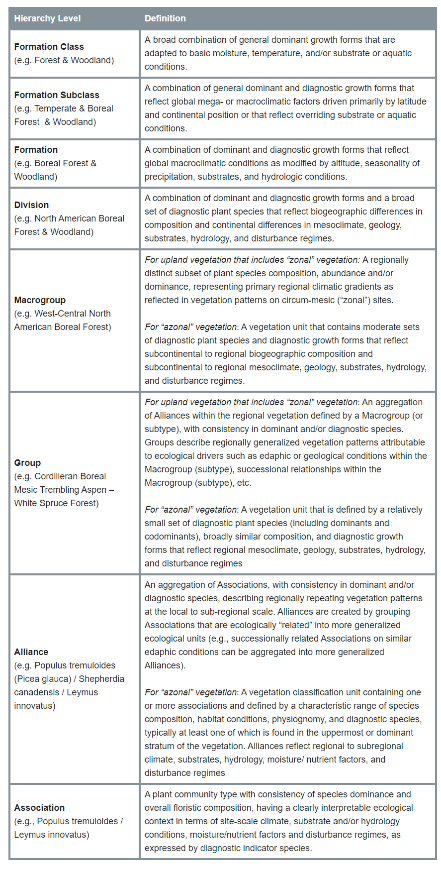 Hierarchy Level
Definition
Formation Class
(e.g. Forest & Woodland)
A broad combination of general dominant growth forms that are
adapted to basic moisture, temperature, and/or substrate or aquatic
conditions.
Formation Subclass
(e.g. Temperate & Boreal
Forest & Woodland)
A combination of general dominant and diagnostic growth forms that
reflect global mega- or macroclimatic factors driven primarily by latitude
and continental position or that reflect overriding substrate or aquatic
conditions.
Formation
(e.g. Boreal Forest &
Woodland)
A combination of dominant and diagnostic growth forms that reflect
global macroclimatic conditions as modified by altitude, seasonality of
precipitation, substrates, and hydrologic conditions.
Division
(e.g. North American Boreal
Forest & Woodland)
A combination of dominant and diagnostic growth forms and a broad
set of diagnostic plant species that reflect biogeographic differences in
composition and continental differences in mesoclimate, geology,
substrates, hydrology, and disturbance regimes.
Macrogroup
(e.g. West-Central North
American Boreal Forest)
For upland vegetation that includes "zonal" vegetation: A regionally
distinct subset of plant species composition, abundance and/or
dominance, representing primary regional climatic gradients as
reflected in vegetation patterns on circum-mesic ("zonal") sites.
For "azonal" vegetation: A vegetation unit that contains moderate sets
of diagnostic plant species and diagnostic growth forms that reflect
subcontinental to regional biogeographic composition and
subcontinental to regional mesoclimate, geology, substrates, hydrology,
and disturbance regimes.
Group
(e.g. Cordilleran Boreal
Mesic Trembling Aspen –
White Spruce Forest)
For upland vegetation that includes "zonal" vegetation: An aggregation
of Alliances within the regional vegetation defined by a Macrogroup (or
subtype), with consistency in dominant and/or diagnostic species.
Groups describe regionally generalized vegetation patterns attributable
to ecological drivers such as edaphic or geological conditions within the
Macrogroup (subtype), successional relationships within the
Macrogroup (subtype), etc.
For "azonal" vegetation: A vegetation unit that is defined by a relatively
small set of diagnostic plant species (including dominants and
codominants), broadly similar composition, and diagnostic growth
forms that reflect regional mesoclimate, geology, substrates, hydrology,
and disturbance regimes
Alliance
(e.g. Populus tremuloides
(Picea glauca) / Shepherdia
canadensis / Leymus
innovatus)
An aggregation of Associations, with consistency in dominant and/or
diagnostic species, describing regionally repeating vegetation patterns
at the local to sub-regional scale. Alliances are created by grouping
Associations that are ecologically "related" into more generalized
ecological units (e.g., successionally related Associations on similar
edaphic conditions can be aggregated into more generalized
Alliances).
For "azonal" vegetation: A vegetation classification unit containing one
or more associations and defined by a characteristic range of species
composition, habitat conditions, physiognomy, and diagnostic species,
typically at least one of which is found in the uppermost or dominant
stratum of the vegetation. Alliances reflect regional to subregional
climate, substrates, hydrology, moisture/ nutrient factors, and
disturbance regimes
Association
(e.g., Populus tremuloides /
Leymus innovatus)
A plant community type with consistency of species dominance and
overall floristic composition, having a clearly interpretable ecological
context in terms of site-scale climate, substrate and/or hydrology
conditions, moisture/nutrient factors and disturbance regimes, as
expressed by diagnostic indicator species.